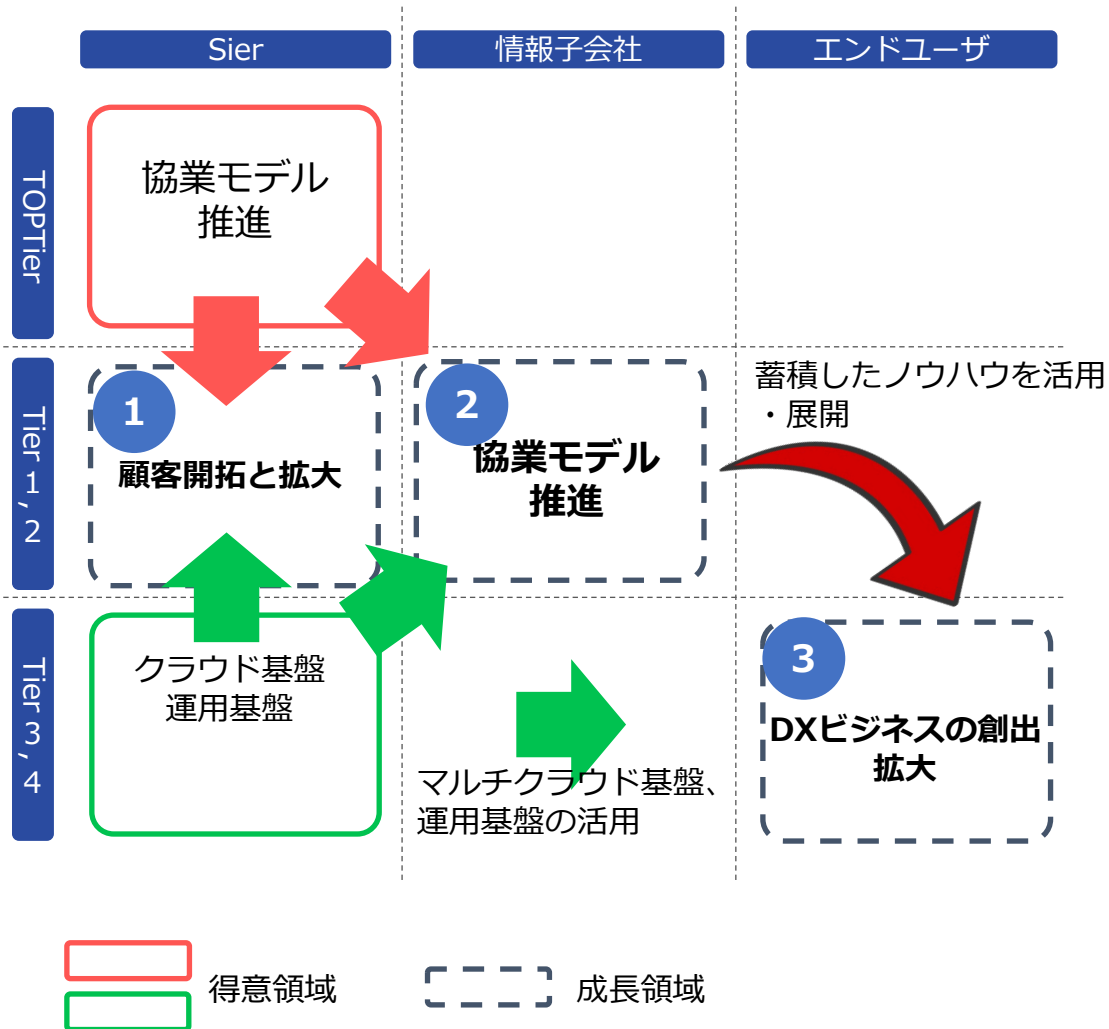 Sier
情報子会社
エンドユーザ
TOPTier
協業モデル
推進
Tier 1, 2
1
顧客開拓と拡大
2
協業モデル
推進
蓄積したノウハウを活用
・展開
Tier 3, 4
クラウド基盤
運用基盤
マルチクラウド基盤、
運用基盤の活用
3
DXビジネスの創出
拡大
得意領域
成長領域